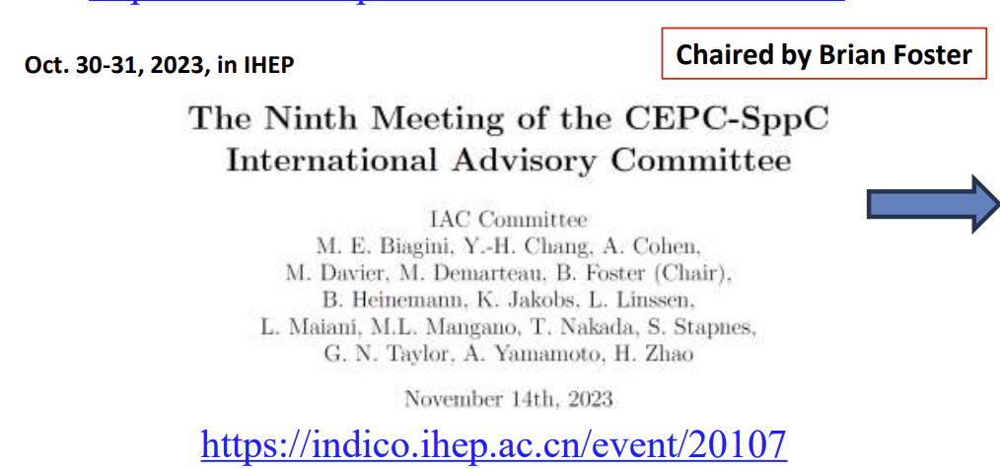 Oct. 30-31, 2023, in IHEP
Chaired by Brian Foster
The Ninth Meeting of the CEPC-SppC
International Advisory Committee
IAC Committee
M. E. Biagini, Y.-H. Chang, A. Cohen,
M. Davier, M. Demarteau, B. Foster (Chair),
B. Heinemann, K. Jakobs, L. Linssen,
L. Maiani, M.L. Mangano, T. Nakada, S. Stapnes,
G. N. Taylor, A. Yamamoto, H. Zhao
November 14th, 2023
https://indico.ihep.ac.cn/event/20107